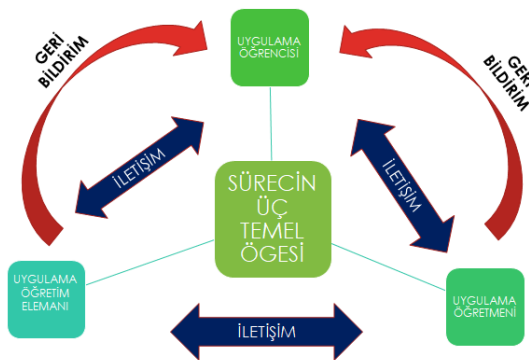 UYGULAMA
ÖĞRENCİSİ
GERİ
BİLDİRİM
GERİ
BİLDİRİM
İLETİŞİM
İLETİŞİM
SÜRECİN
ÜÇ
TEMEL
ÖGESİ
UYGULAMA
ÖĞRETİM
ELEMANI
UYGULAMA
ÖĞRETMENİ
İLETİŞİM